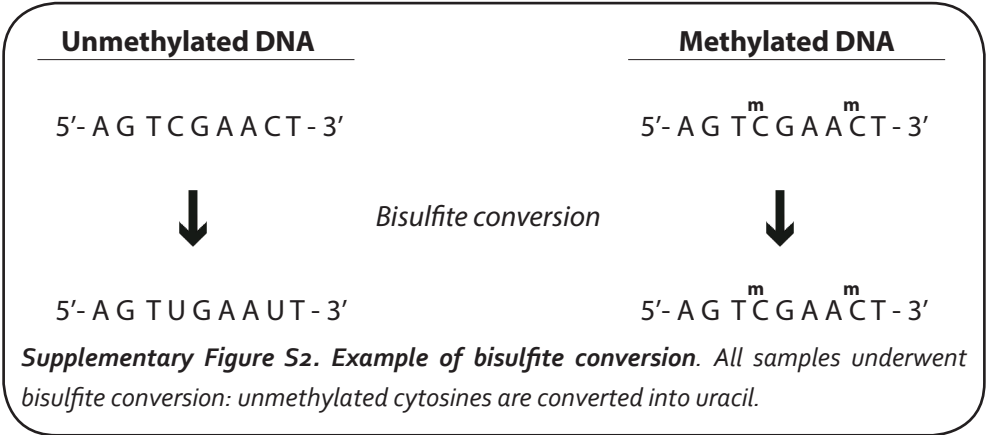 Unmethylated DNA Methylated DNA
m m
5’- A G T C G A A C T - 3’ 5’- A G T C G A A C T - 3’
Bisulfite conversion
m m
5’- A G T U G A A U T - 3’ 5’- A G T C G A A C T - 3’
Supplementary Figure S2. Example of bisulfite conversion. All samples underwent
bisulfite conversion: unmethylated cytosines are converted into uracil.